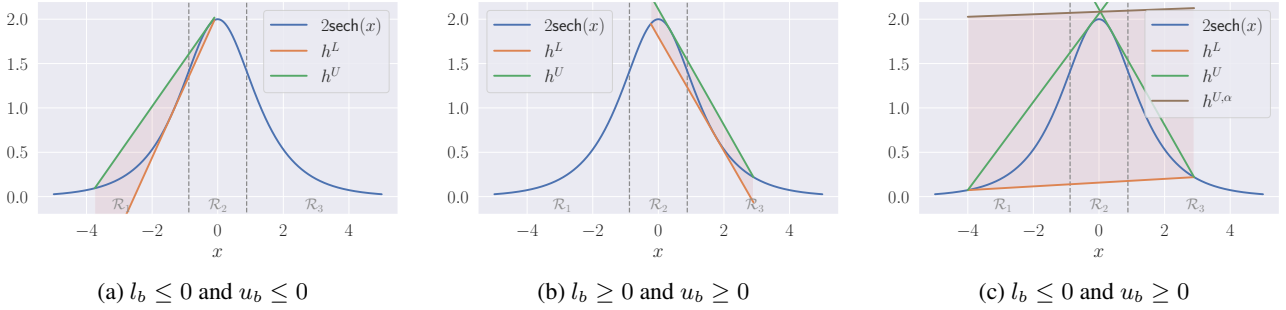 2.0
1.5
1.0
0.5
0.0
2sech(x)
h^L
h^U
R_1
R_2
R_3
−4 −2 0 2 4
x
(a) l_b ≤ 0 and u_b ≤ 0
2.0
1.5
1.0
0.5
0.0
2sech(x)
h^L
h^U
R_1
R_2
R_3
−4 −2 0 2 4
x
(b) l_b ≥ 0 and u_b ≥ 0
2.0
1.5
1.0
0.5
0.0
2sech(x)
h^L
h^U
h^{U,α}
R_1
R_2
R_3
−4 −2 0 2 4
x
(c) l_b ≤ 0 and u_b ≥ 0